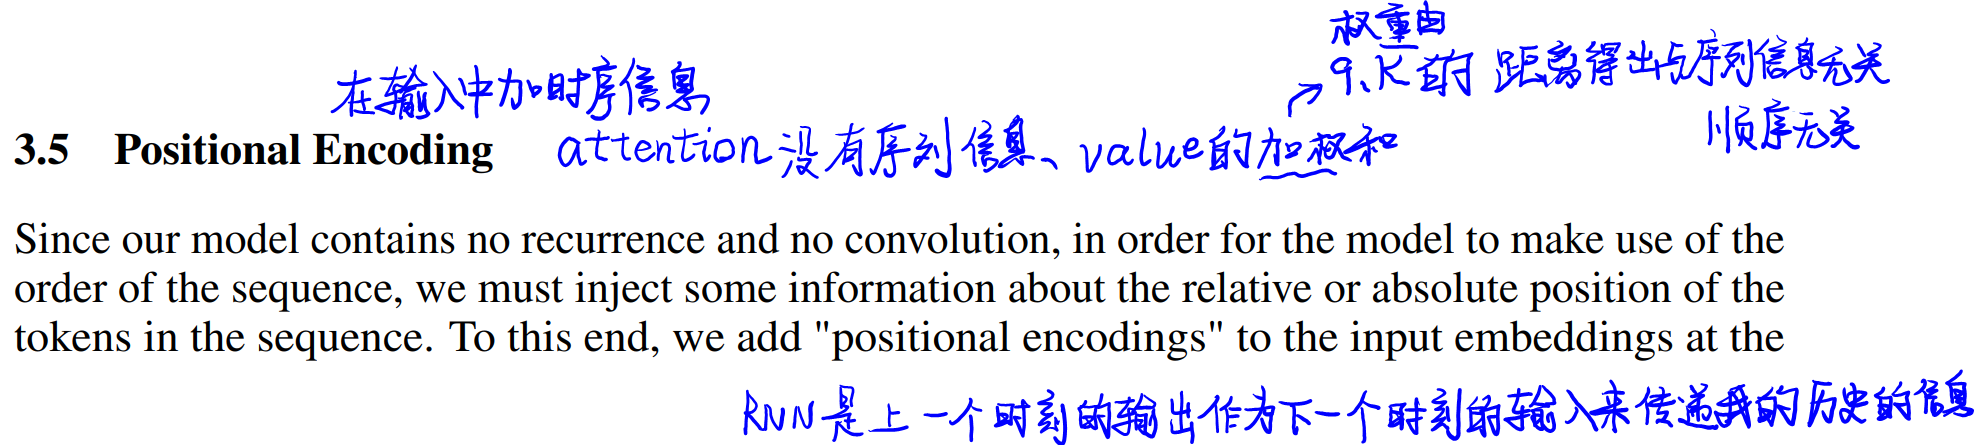 权重由
在输入中加时序信息
q、K 的 距离得出与序列信息无关
顺序无关
3.5 Positional Encoding
attention没有序列信息、value的加权和
Since our model contains no recurrence and no convolution, in order for the model to make use of the
order of the sequence, we must inject some information about the relative or absolute position of the
tokens in the sequence. To this end, we add "positional encodings" to the input embeddings at the
RNN是上一个时刻的输出作为下一个时刻的输入来传递我的历史的信息